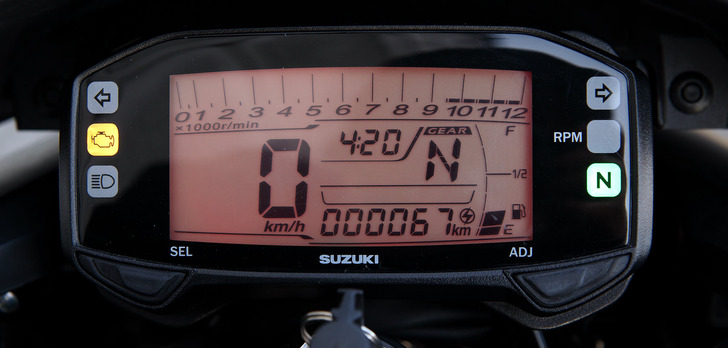 0 1 2 3 4 5 6 7 8 9 10 11 12
×1000r/min
GEAR
F
4:20
N
RPM
0
1/2
N
km/h
000067 km
E
SEL
SUZUKI
ADJ